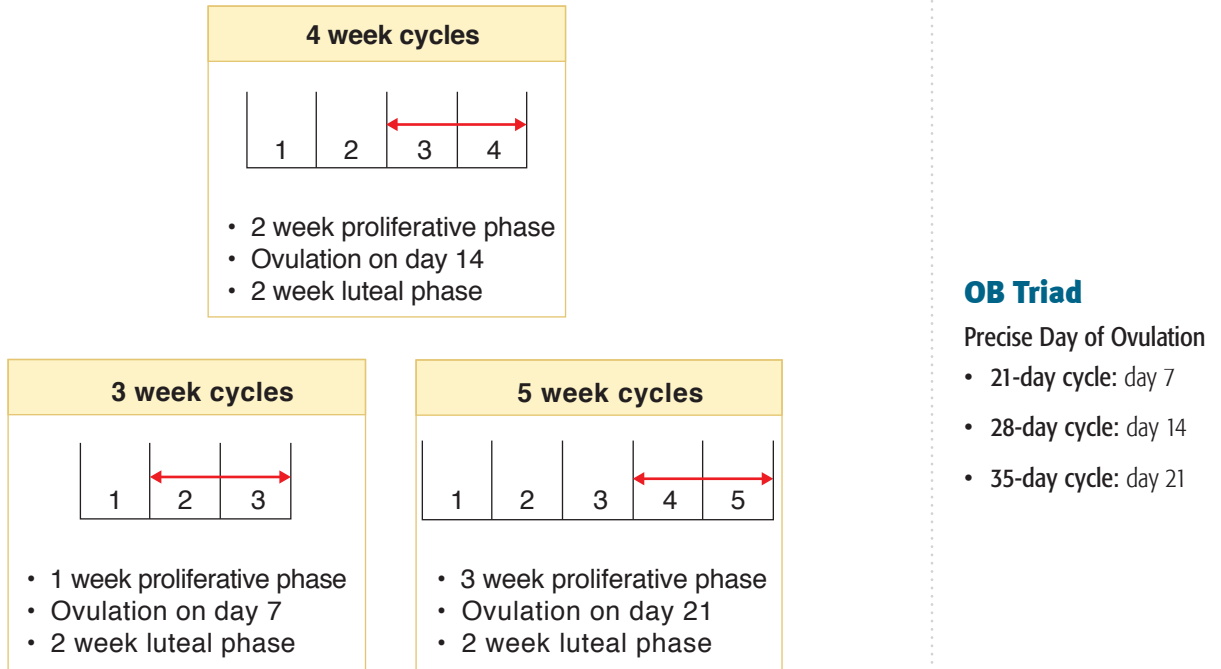 4 week cycles
1 2 3 4
• 2 week proliferative phase
• Ovulation on day 14
• 2 week luteal phase
3 week cycles
1 2 3
• 1 week proliferative phase
• Ovulation on day 7
• 2 week luteal phase
5 week cycles
1 2 3 4 5
• 3 week proliferative phase
• Ovulation on day 21
• 2 week luteal phase
OB Triad
Precise Day of Ovulation
• 21-day cycle: day 7
• 28-day cycle: day 14
• 35-day cycle: day 21